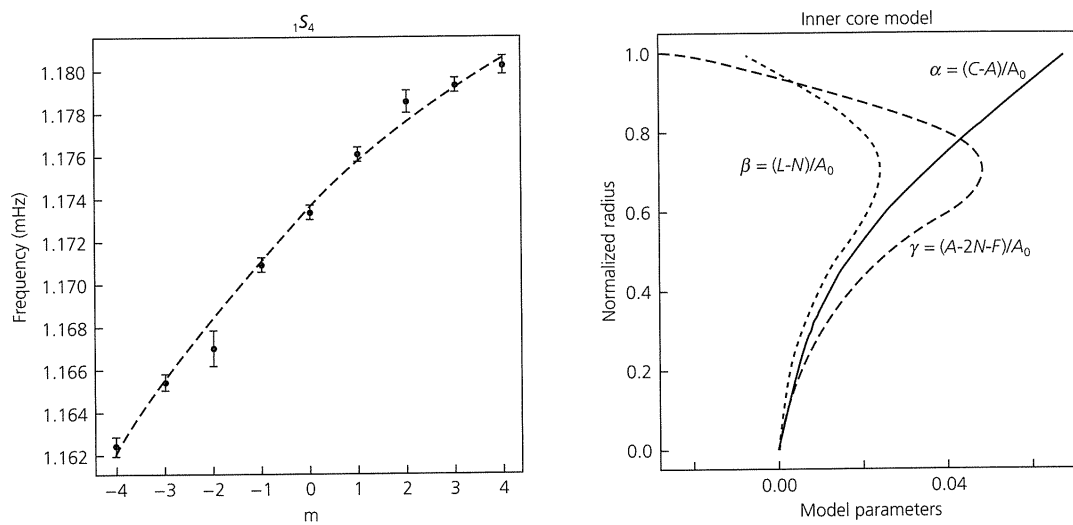 ₁S₄
Frequency (mHz)
1.180
1.178
1.176
1.174
1.172
1.170
1.168
1.166
1.164
1.162
−4 −3 −2 −1 0 1 2 3 4
m
Inner core model
Normalized radius
1.0
0.8
0.6
0.4
0.2
0.0
α = (C-A)/A₀
β = (L-N)/A₀
γ = (A-2N-F)/A₀
0.00 0.04
Model parameters